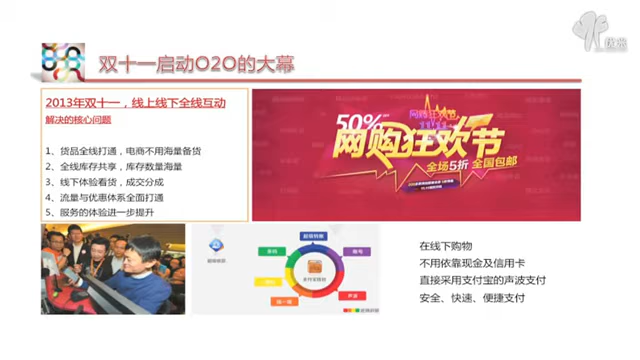 双十一启动O2O的大幕
2013年双十一，线上线下全线互动
解决的核心问题
1、货品全线打通，电商不用海量备货
2、全线库存共享，库存数量海量
3、线下体验看货，成交分成
4、流量与优惠体系全面打通
5、服务的体验进一步提升
50%
网购狂欢节
网购狂欢节
全场5折 全国包邮
声波
在线下购物
不用依靠现金及信用卡
直接采用支付宝的声波支付
安全、快速、便捷支付